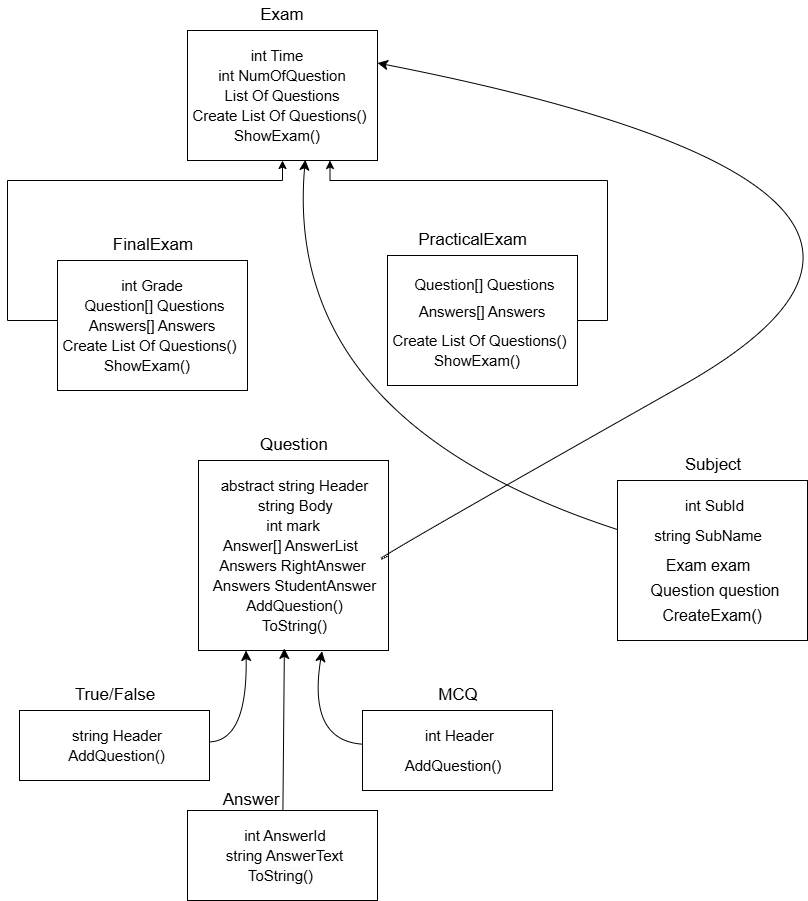 Exam
int Time
int NumOfQuestion
List Of Questions
Create List Of Questions()
ShowExam()
FinalExam
int Grade
Question[] Questions
Answers[] Answers
Create List Of Questions()
ShowExam()
PracticalExam
Question[] Questions
Answers[] Answers
Create List Of Questions()
ShowExam()
Question
abstract string Header
string Body
int mark
Answer[] AnswerList
Answers RightAnswer
Answers StudentAnswer
AddQuestion()
ToString()
Subject
int SubId
string SubName
Exam exam
Question question
CreateExam()
True/False
string Header
AddQuestion()
MCQ
int Header
AddQuestion()
Answer
int AnswerId
string AnswerText
ToString()